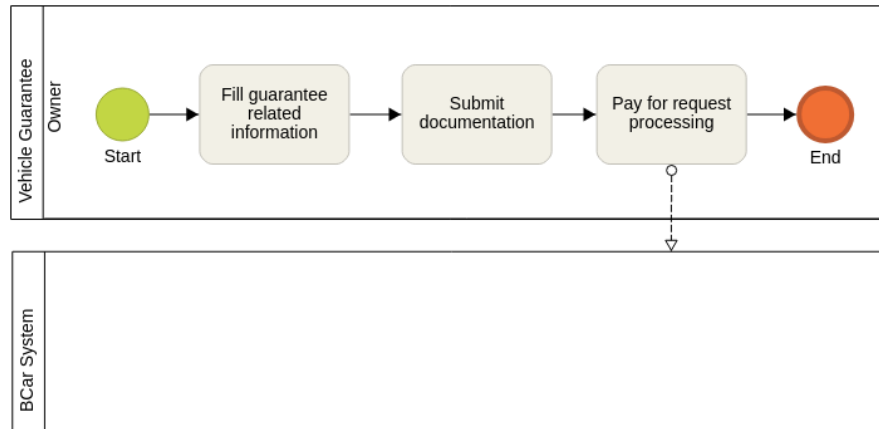 Vehicle Guarantee
Owner
Fill guarantee
related
information
Submit
documentation
Pay for request
processing
Start
End
BCar System